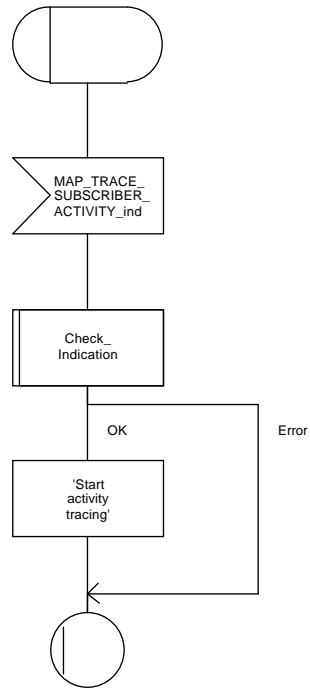 MAP_TRACE_
SUBSCRIBER_
ACTIVITY_ind
Check_
Indication
OK
Error
'Start
activity
tracing'